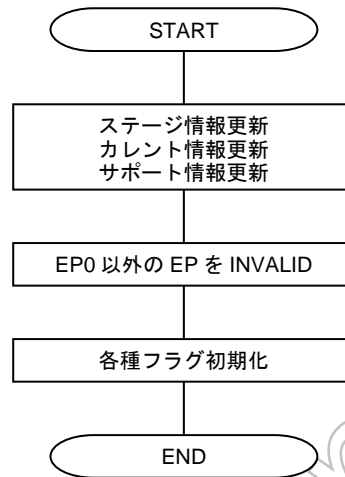 START
ステージ情報更新
カレント情報更新
サポート情報更新
EP0 以外の EP を INVALID
各種フラグ初期化
END